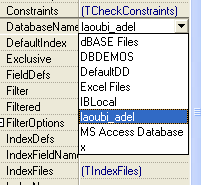 Constraints (TCheckConstraints)
DatabaseName laoubi_adel
DefaultIndex dBASE Files
Exclusive DBDEMOS
FieldDefs DefaultDD
Filter Excel Files
Filtered IBLocal
FilterOptions laoubi_adel
IndexDefs MS Access Database
IndexFieldNam x
IndexFiles (TIndexFiles)